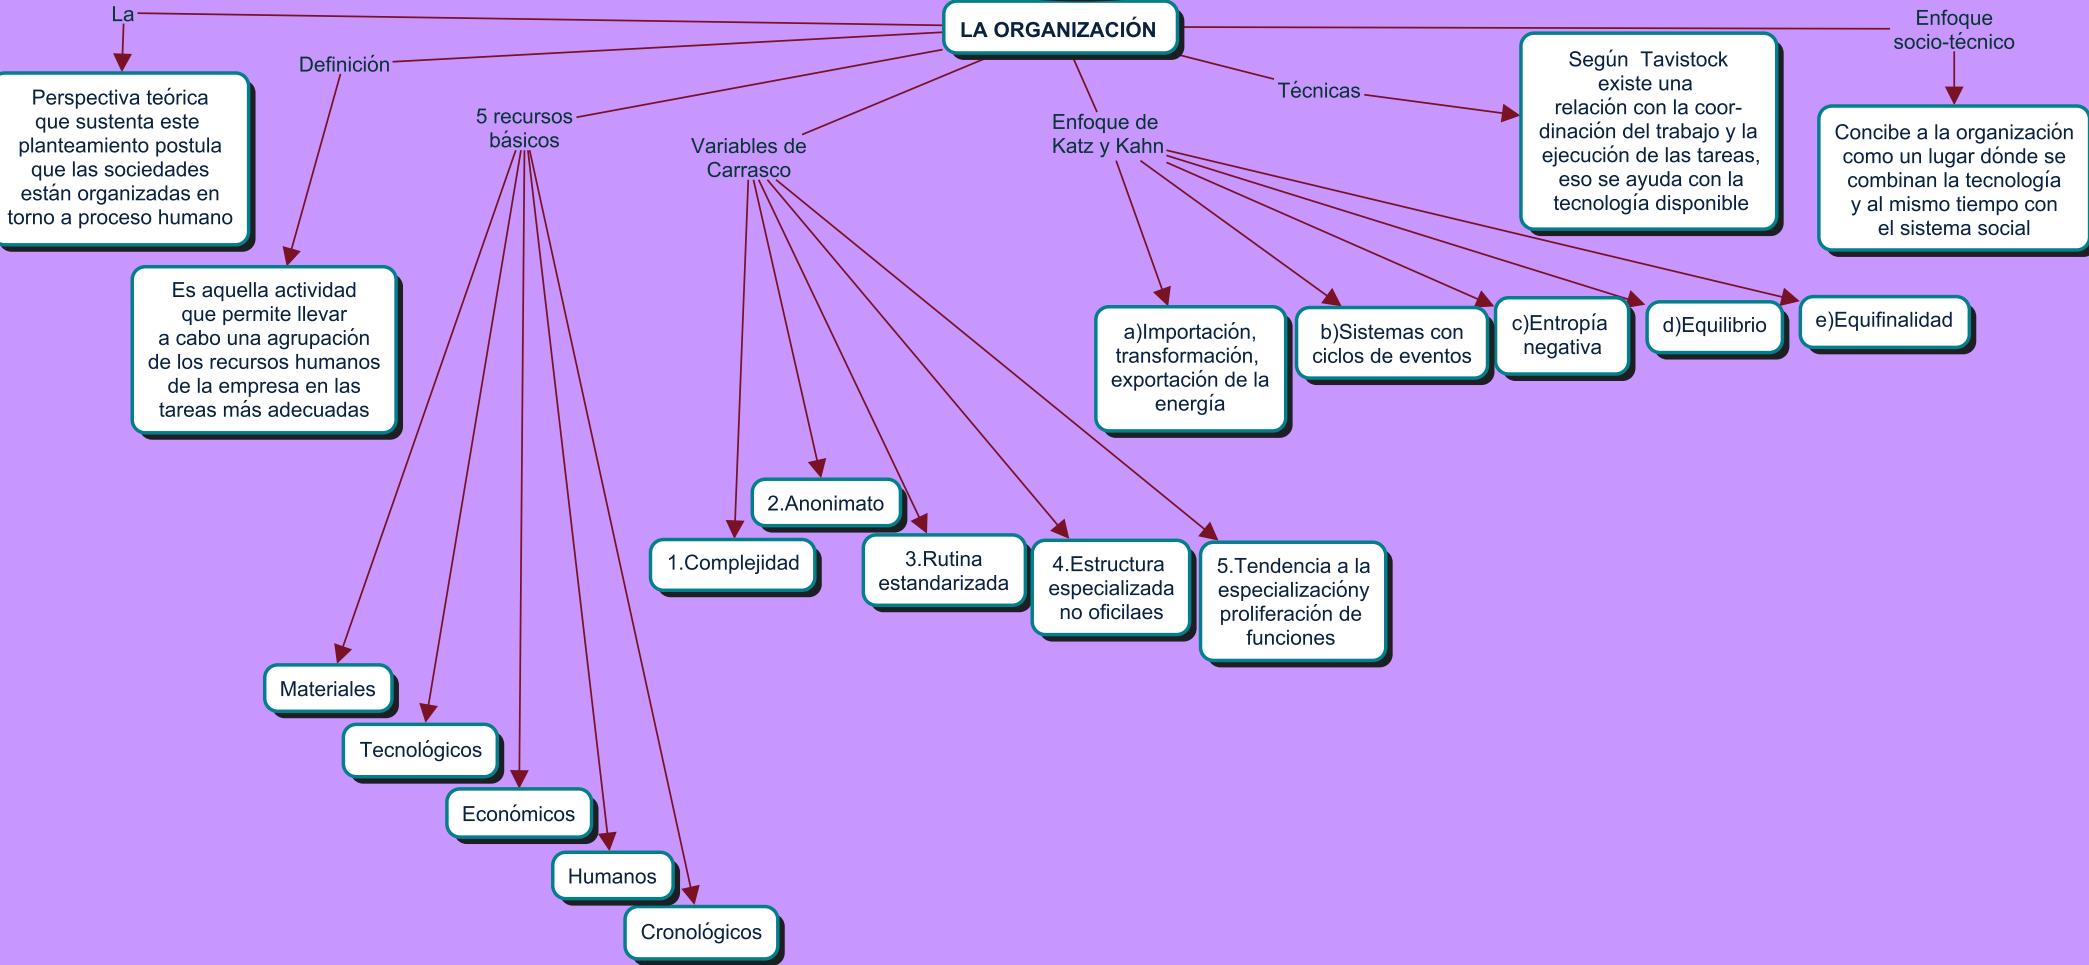 LA ORGANIZACIÓN
La
Perspectiva teórica
que sustenta este
planteamiento postula
que las sociedades
están organizadas en
torno a proceso humano
Definición
Es aquella actividad
que permite llevar
a cabo una agrupación
de los recursos humanos
de la empresa en las
tareas más adecuadas
5 recursos
básicos
Materiales
Tecnológicos
Económicos
Humanos
Cronológicos
Variables de
Carrasco
1.Complejidad
2.Anonimato
3.Rutina
estandarizada
4.Estructura
especializada
no oficilaes
5.Tendencia a la
especializacióny
proliferación de
funciones
Enfoque de
Katz y Kahn
a)Importación,
transformación,
exportación de la
energía
b)Sistemas con
ciclos de eventos
c)Entropía
negativa
d)Equilibrio
e)Equifinalidad
Técnicas
Según Tavistock
existe una
relación con la coor-
dinación del trabajo y la
ejecución de las tareas,
eso se ayuda con la
tecnología disponible
Enfoque
socio-técnico
Concibe a la organización
como un lugar dónde se
combinan la tecnología
y al mismo tiempo con
el sistema social